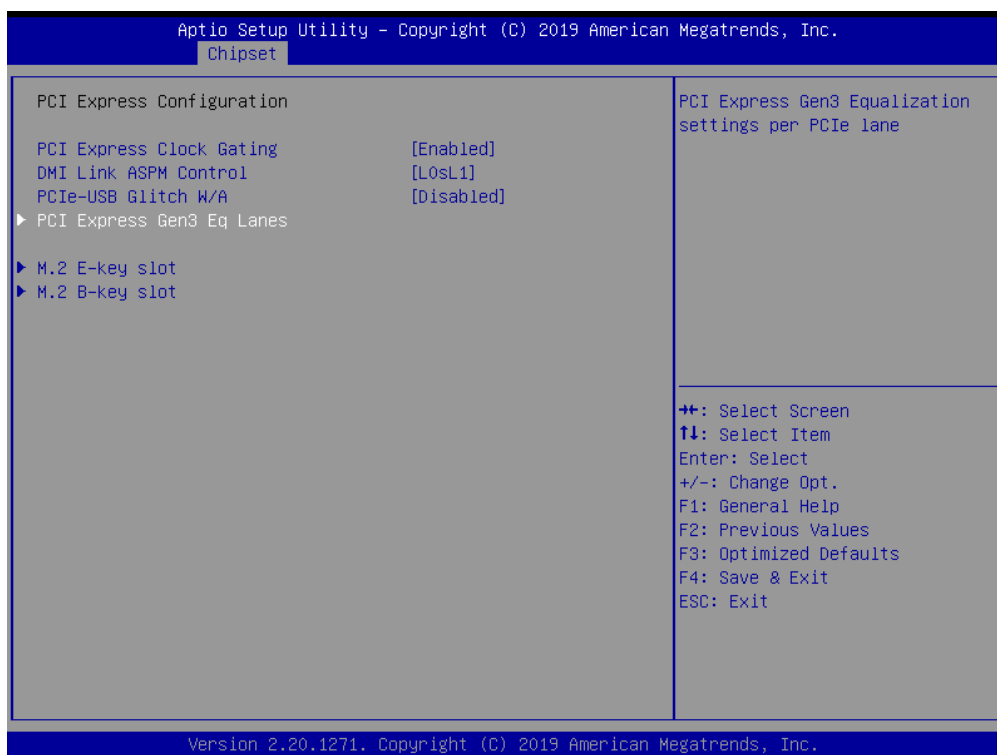 Aptio Setup Utility – Copyright (C) 2019 American Megatrends, Inc.
Chipset
PCI Express Configuration
PCI Express Clock Gating [Enabled]
DMI Link ASPM Control [L0sL1]
PCIe-USB Glitch W/A [Disabled]
▶ PCI Express Gen3 Eq Lanes
▶ M.2 E-key slot
▶ M.2 B-key slot
PCI Express Gen3 Equalization
settings per PCIe lane
→←: Select Screen
↑↓: Select Item
Enter: Select
+/-: Change Opt.
F1: General Help
F2: Previous Values
F3: Optimized Defaults
F4: Save & Exit
ESC: Exit
Version 2.20.1271. Copyright (C) 2019 American Megatrends, Inc.